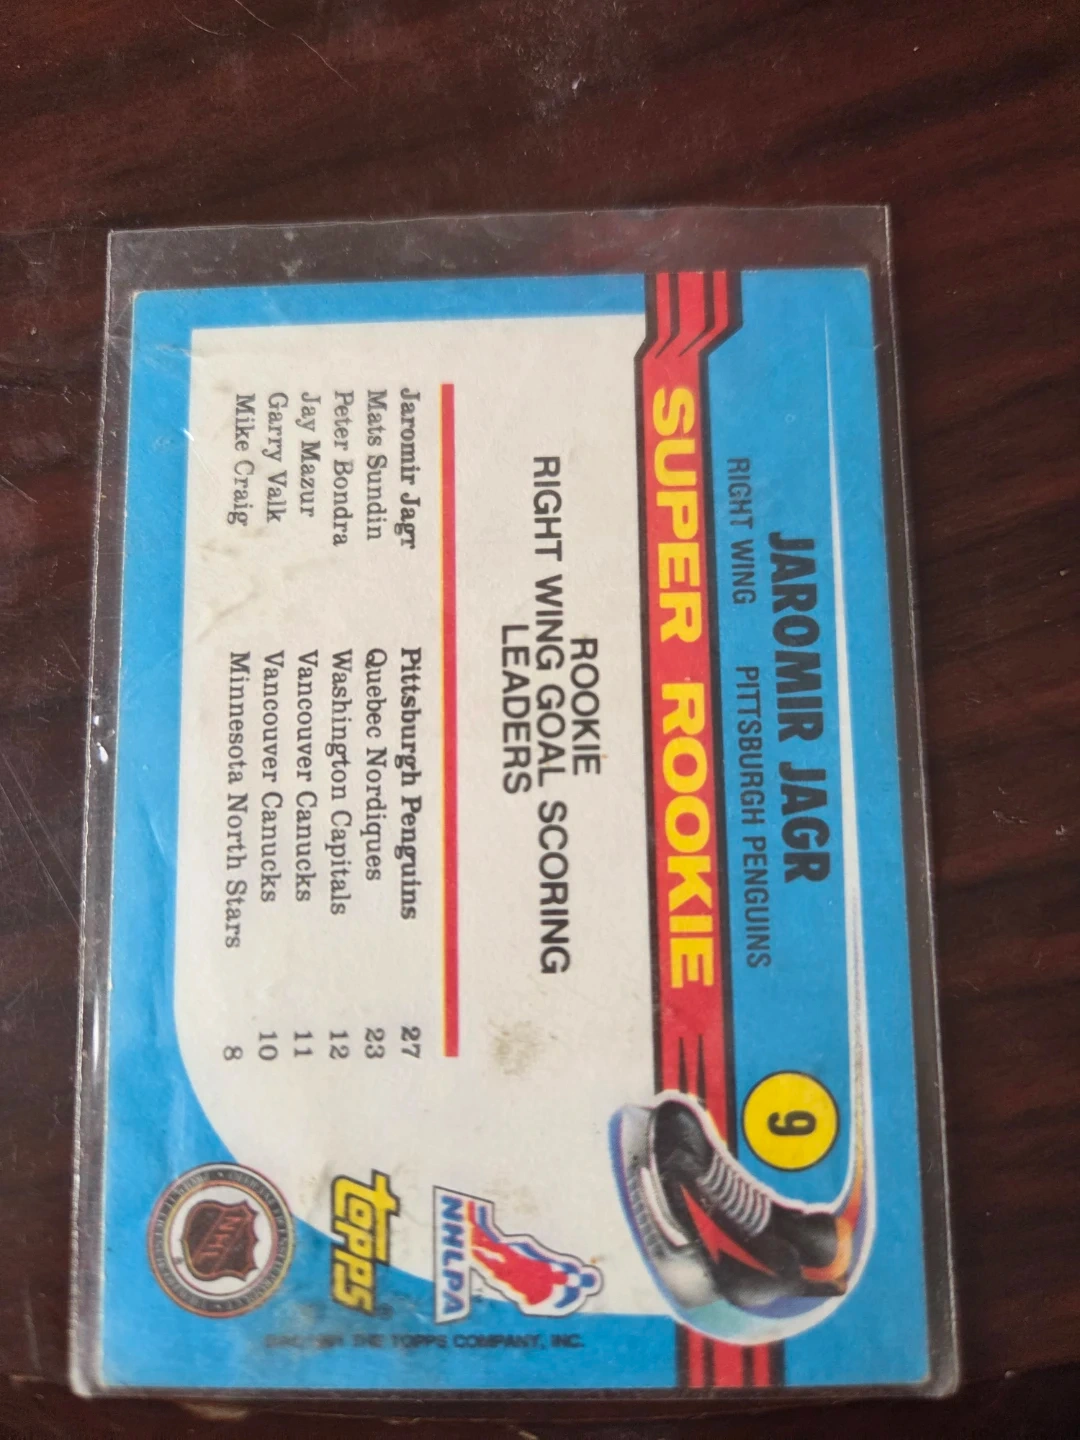 JAROMIR JAGR
RIGHT WING PITTSBURGH PENGUINS
9
SUPER ROOKIE
ROOKIE
RIGHT WING GOAL SCORING
LEADERS
Jaromir Jagr Pittsburgh Penguins 27
Mats Sundin Quebec Nordiques 23
Peter Bondra Washington Capitals 12
Jay Mazur Vancouver Canucks 11
Garry Valk Vancouver Canucks 10
Mike Craig Minnesota North Stars 8
NHLPA
TOPPS
NHL
THE TOPPS COMPANY, INC.